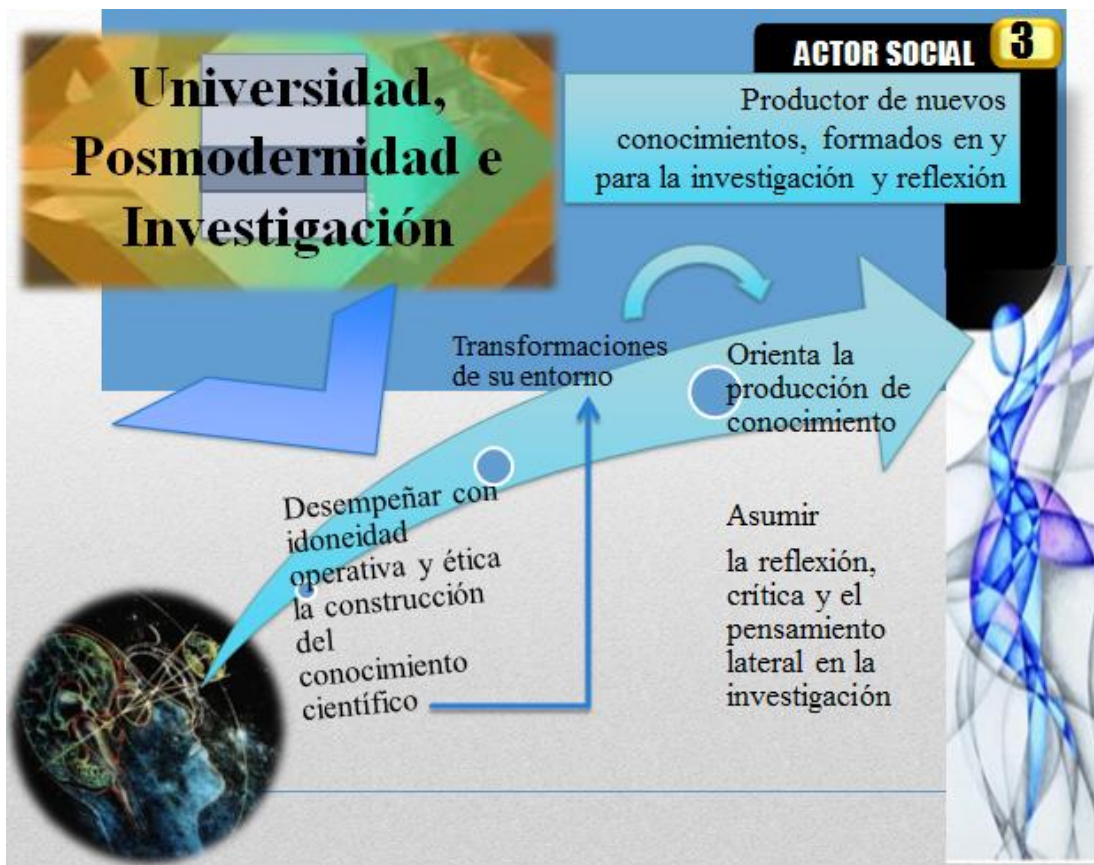 Universidad,
Posmodernidad e
Investigación
ACTOR SOCIAL 3
Productor de nuevos
conocimientos, formados en y
para la investigación y reflexión
Transformaciones
de su entorno
Orienta la
producción de
conocimiento
Desempeñar con
idoneidad
operativa y ética
la construcción
del
conocimiento
científico
Asumir
la reflexión,
crítica y el
pensamiento
lateral en la
investigación